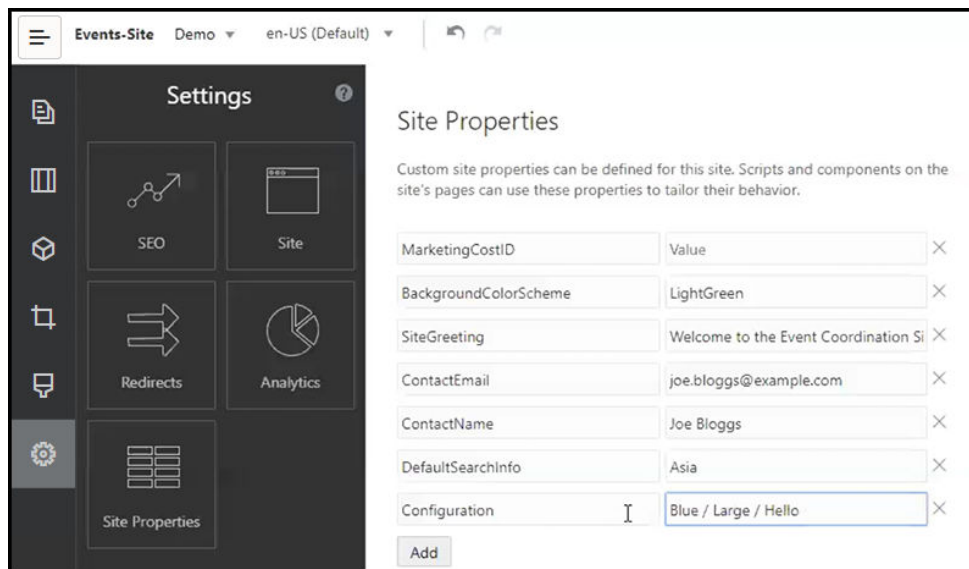 Events-Site Demo en-US (Default)
Settings
SEO
Site
Redirects
Analytics
Site Properties
Site Properties
Custom site properties can be defined for this site. Scripts and components on the
site's pages can use these properties to tailor their behavior.
MarketingCostID Value
BackgroundColorScheme LightGreen
SiteGreeting Welcome to the Event Coordination Si
ContactEmail joe.bloggs@example.com
ContactName Joe Bloggs
DefaultSearchInfo Asia
Configuration Blue / Large / Hello
Add